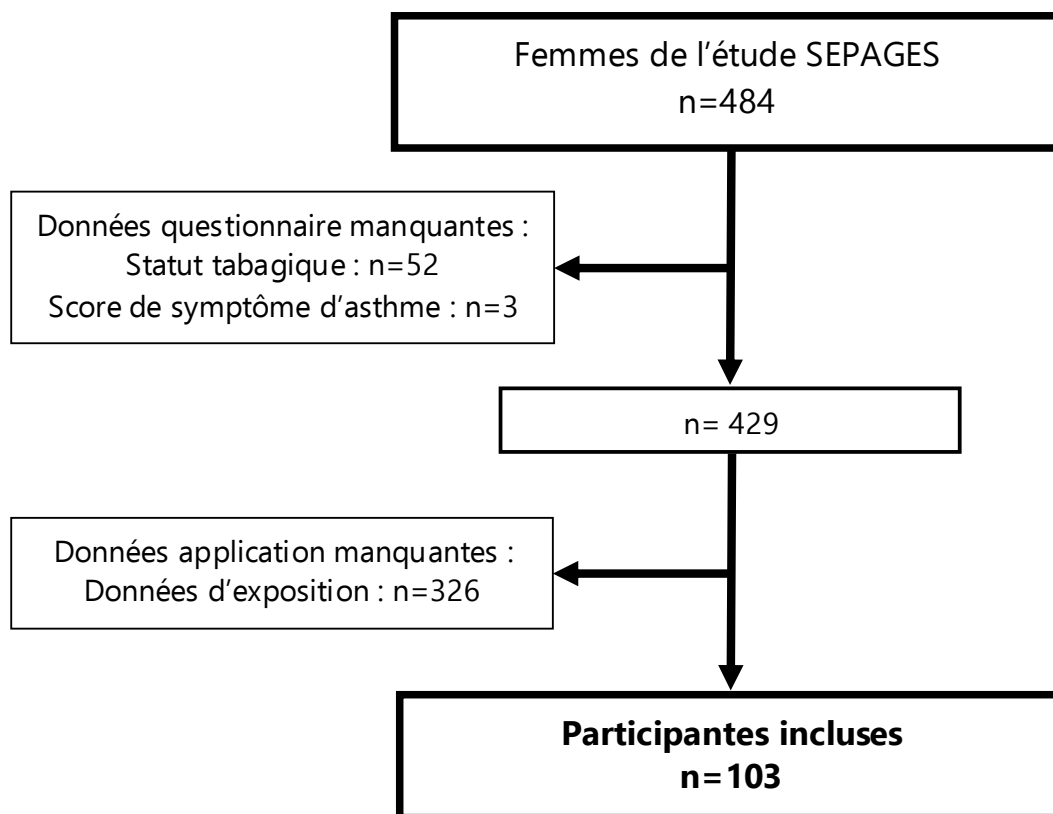 Femmes de l’étude SEPAGES
n=484
Données questionnaire manquantes :
Statut tabagique : n=52
Score de symptôme d’asthme : n=3
n= 429
Données application manquantes :
Données d’exposition : n=326
Participantes incluses
n=103